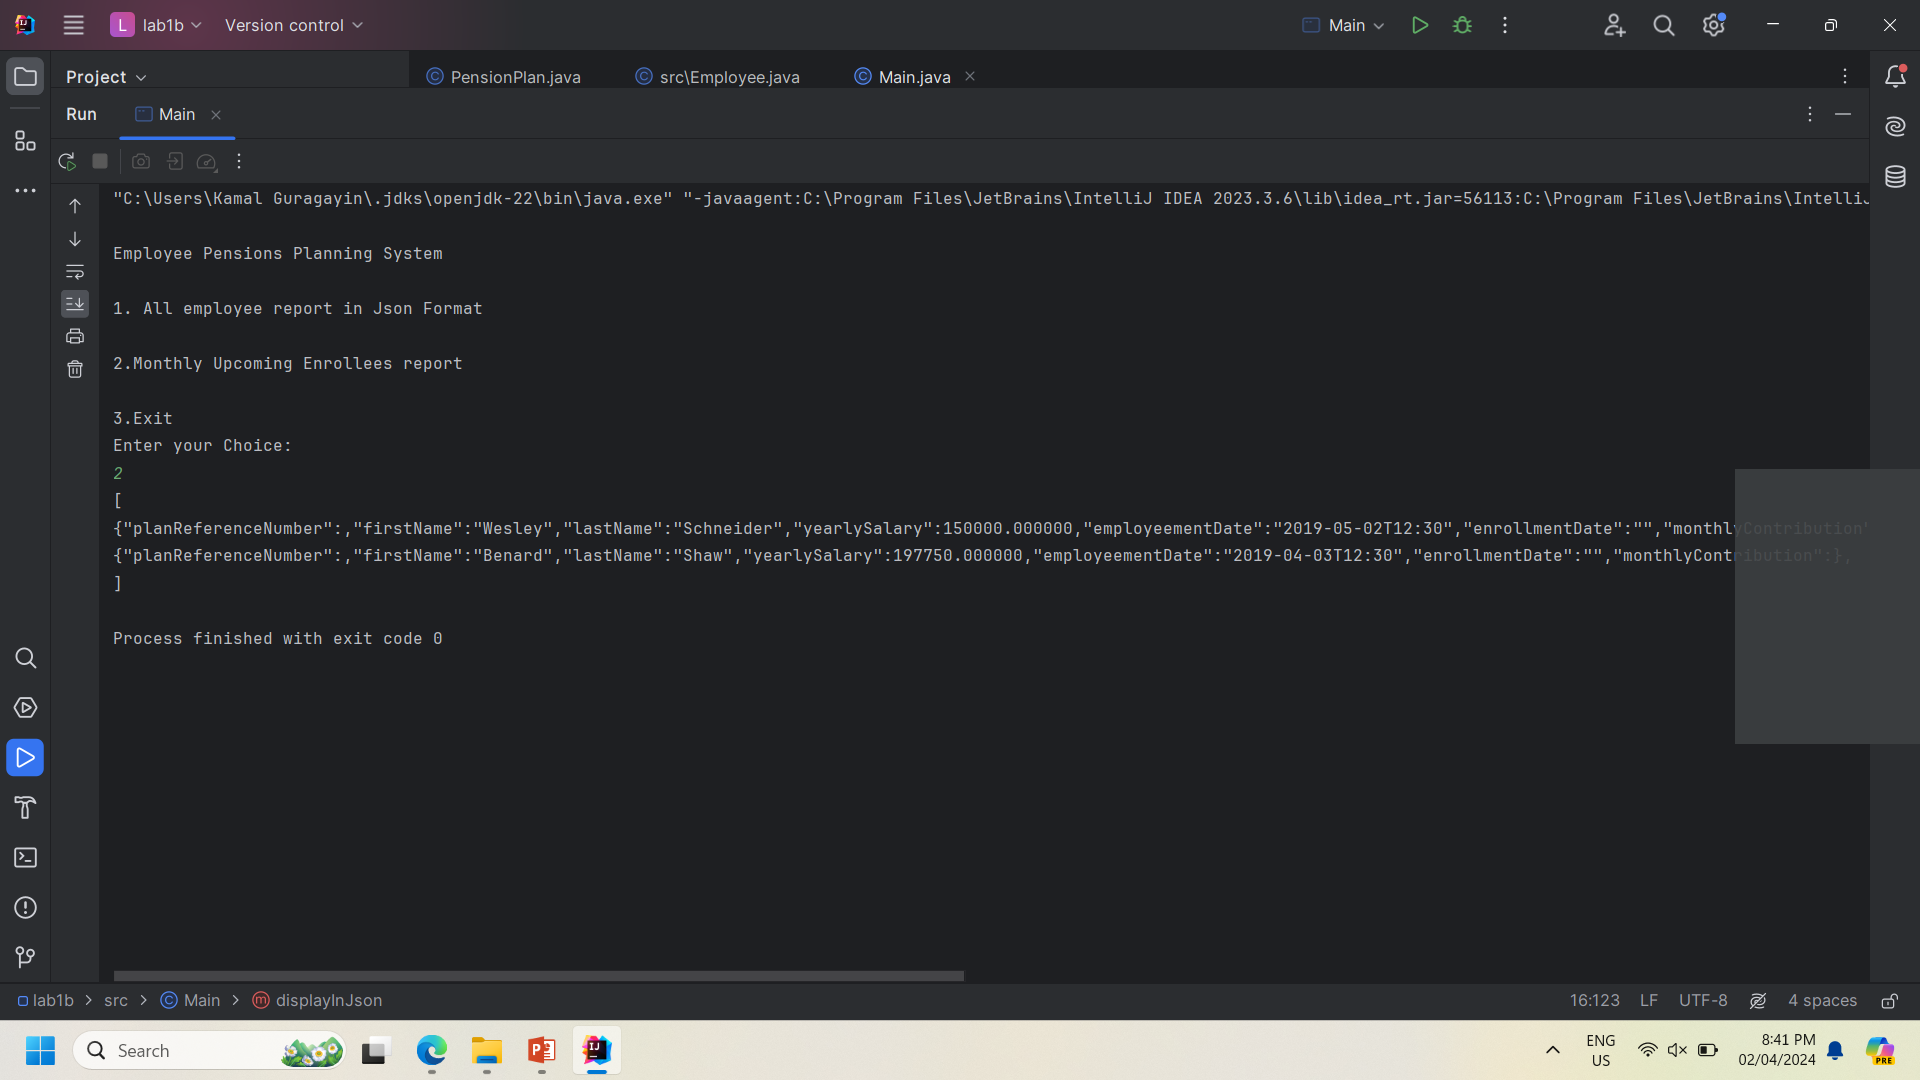 L lab1b Version control Main
Project PensionPlan.java src\Employee.java Main.java
Run Main
"C:\Users\Kamal Guragayin\.jdks\openjdk-22\bin\java.exe" "-javaagent:C:\Program Files\JetBrains\IntelliJ IDEA 2023.3.6\lib\idea_rt.jar=56113:C:\Program Files\JetBrains\IntelliJ
Employee Pensions Planning System
1. All employee report in Json Format
2.Monthly Upcoming Enrollees report
3.Exit
Enter your Choice:
2
[
{"planReferenceNumber":,"firstName":"Wesley","lastName":"Schneider","yearlySalary":150000.000000,"employeementDate":"2019-05-02T12:30","enrollmentDate":"","monthlyContribution"
{"planReferenceNumber":,"firstName":"Benard","lastName":"Shaw","yearlySalary":197750.000000,"employeementDate":"2019-04-03T12:30","enrollmentDate":"","monthlyContribution":},
]
Process finished with exit code 0
lab1b > src > Main > displayInJson 16:123 LF UTF-8 4 spaces
Search ENG 8:41 PM
US 02/04/2024